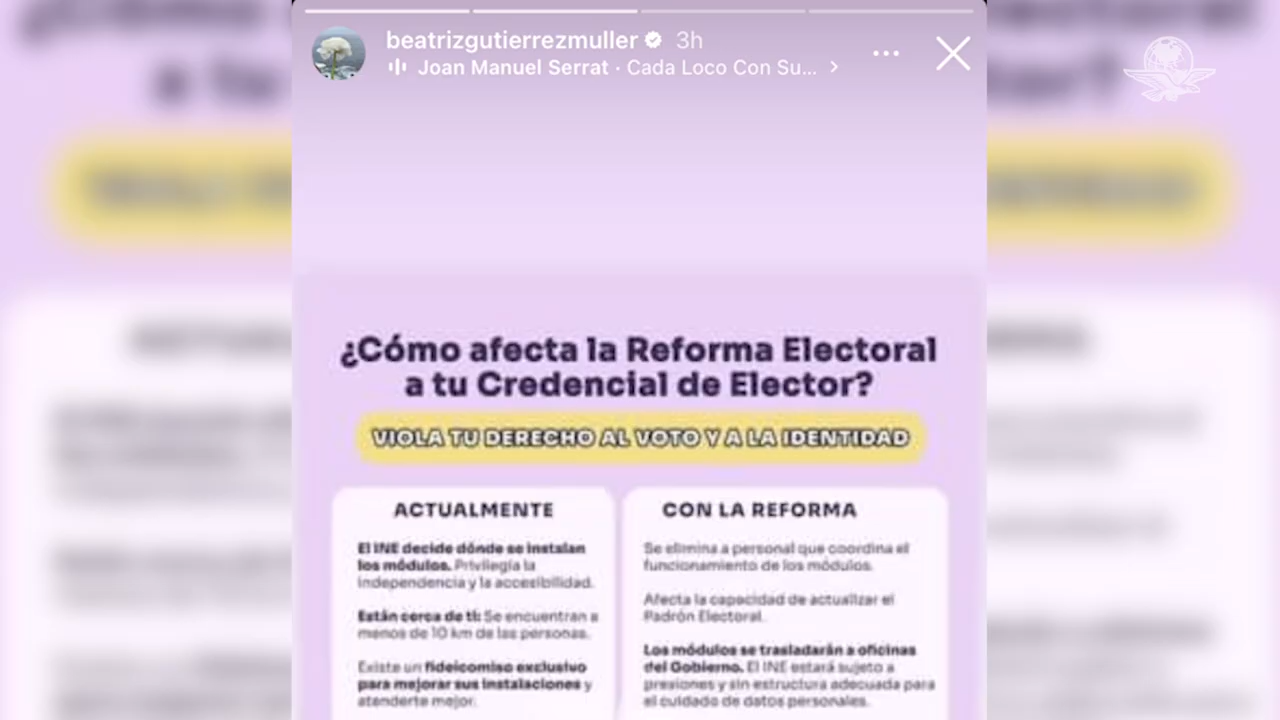 beatrizgutierrezmuller 3h
Joan Manuel Serrat · Cada Loco Con Su...
¿Cómo afecta la Reforma Electoral
a tu Credencial de Elector?
VIOLA TU DERECHO AL VOTO Y A LA IDENTIDAD
ACTUALMENTE
El INE decide dónde se instalan
los módulos. Privilegia la
independencia y la accesibilidad.
Están cerca de ti: Se encuentran a
menos de 10 km de las personas.
Existe un fideicomiso exclusivo
para mejorar sus instalaciones y
atenderte mejor.
CON LA REFORMA
Se elimina a personal que coordina el
funcionamiento de los módulos.
Afecta la capacidad de actualizar el
Padrón Electoral.
Los módulos se trasladarán a oficinas
del Gobierno. El INE estará sujeto a
presiones y sin estructura adecuada para
el cuidado de datos personales.